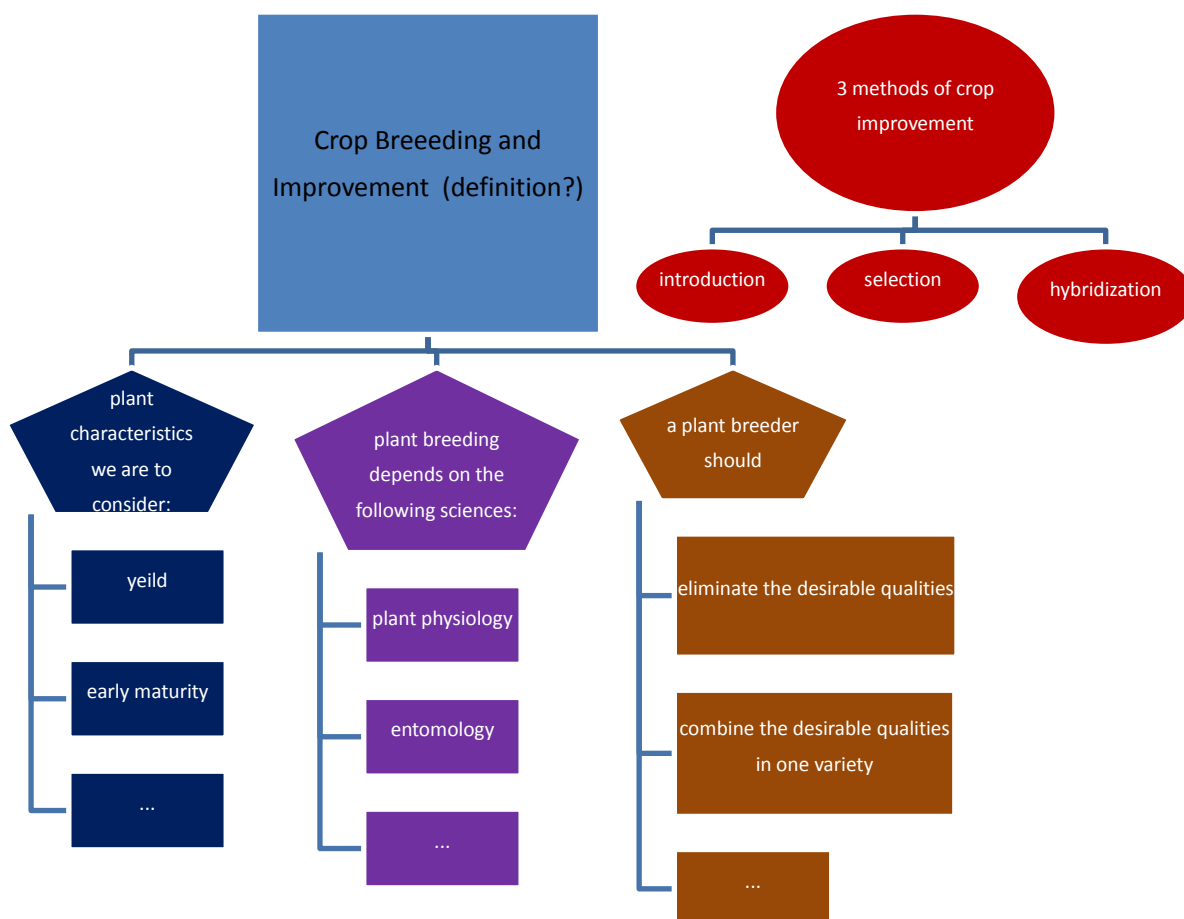 Crop Breeeding and
Improvement (definition?)
3 methods of crop
improvement
introduction
selection
hybridization
plant
characteristics
we are to
consider:
yeild
early maturity
...
plant breeding
depends on the
following sciences:
plant physiology
entomology
...
a plant breeder
should
eliminate the desirable qualities
combine the desirable qualities
in one variety
...